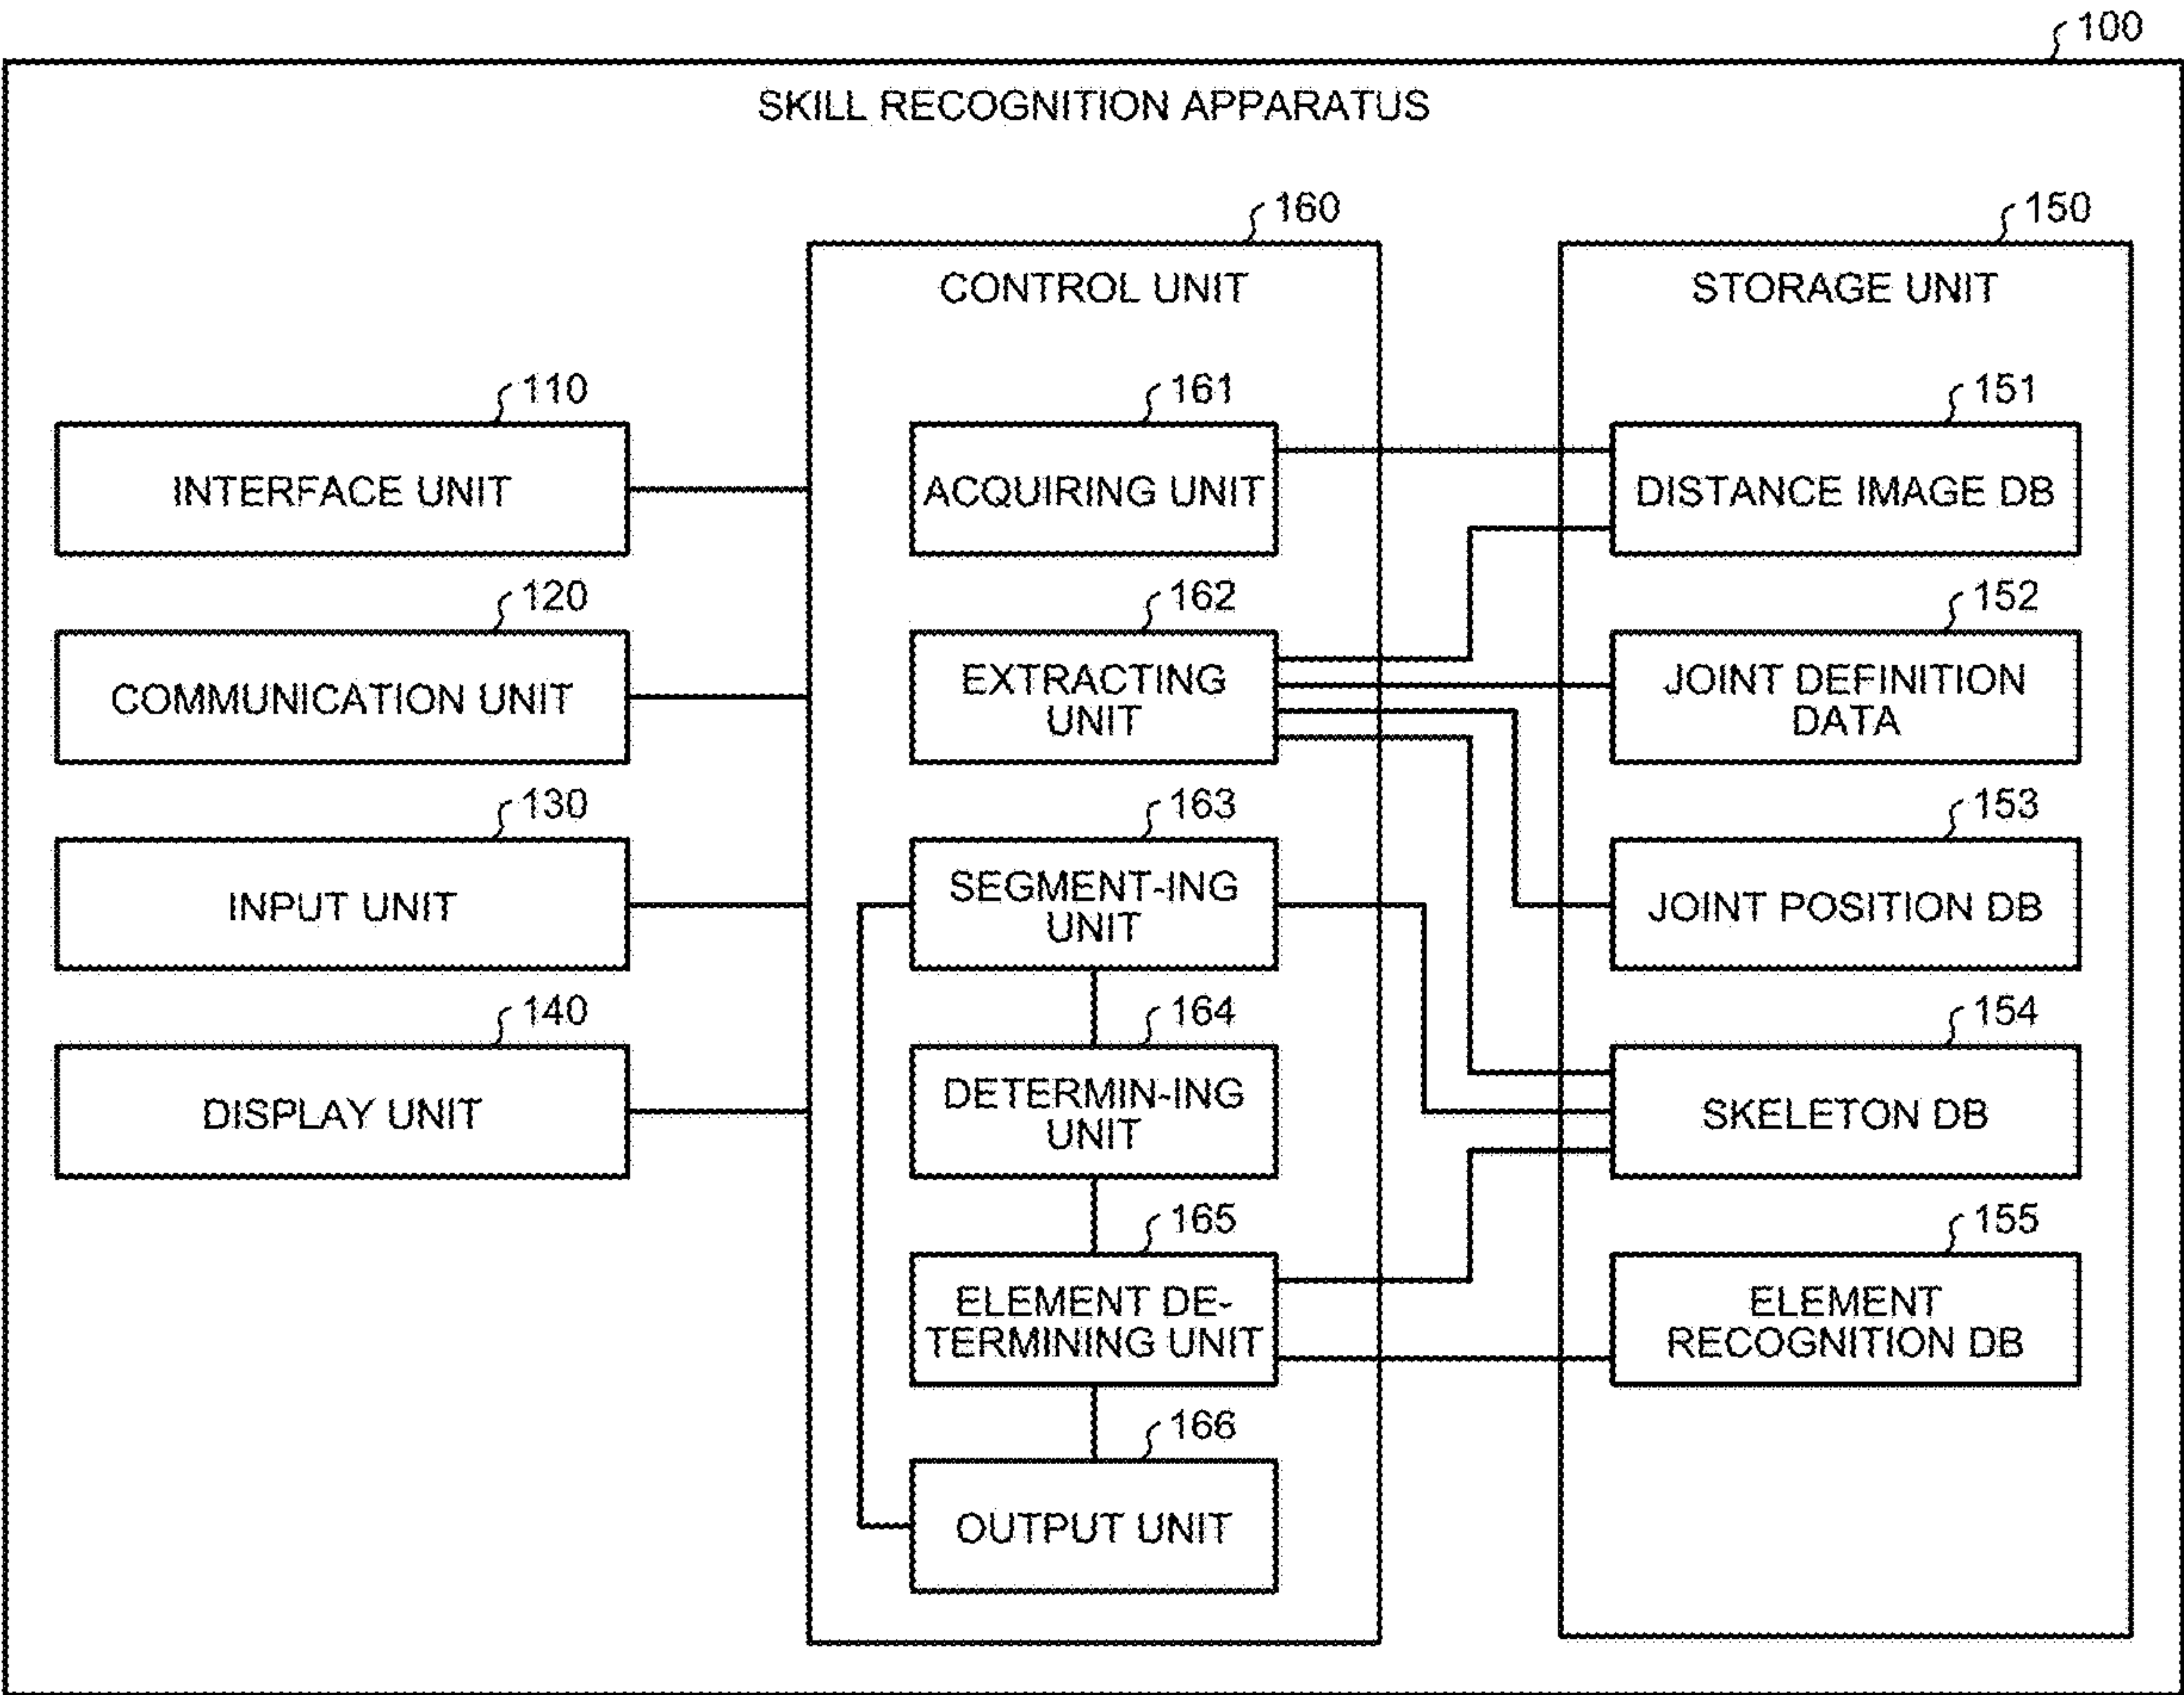 100
SKILL RECOGNITION APPARATUS
160
CONTROL UNIT
150
STORAGE UNIT
110
INTERFACE UNIT
120
COMMUNICATION UNIT
130
INPUT UNIT
140
DISPLAY UNIT
161
ACQUIRING UNIT
162
EXTRACTING
UNIT
163
SEGMENT-ING
UNIT
164
DETERMIN-ING
UNIT
165
ELEMENT DE-
TERMINING UNIT
166
OUTPUT UNIT
151
DISTANCE IMAGE DB
152
JOINT DEFINITION
DATA
153
JOINT POSITION DB
154
SKELETON DB
155
ELEMENT
RECOGNITION DB